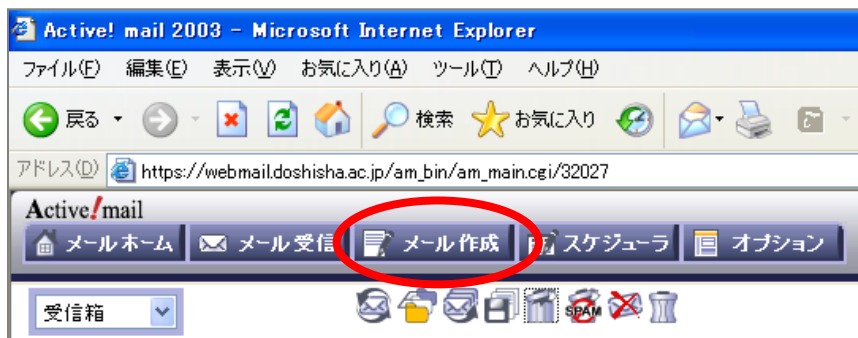 Active! mail 2003 - Microsoft Internet Explorer
ファイル(F) 編集(E) 表示(V) お気に入り(A) ツール(T) ヘルプ(H)
戻る 検索 お気に入り
アドレス(D) https://webmail.doshisha.ac.jp/am_bin/am_main.cgi/32027
Active!mail
メールホーム メール受信 メール作成 スケジューラ オプション
受信箱 SPAM